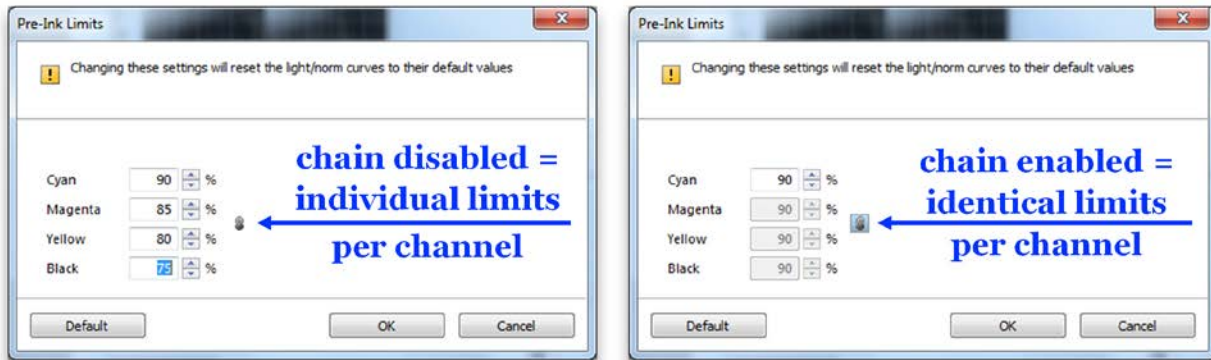 Pre-Ink Limits
Changing these settings will reset the light/norm curves to their default values
Cyan 90 %
Magenta 85 %
Yellow 80 %
Black 75 %
chain disabled =
individual limits
per channel
Default OK Cancel
Pre-Ink Limits
Changing these settings will reset the light/norm curves to their default values
Cyan 90 %
Magenta 90 %
Yellow 90 %
Black 90 %
chain enabled =
identical limits
per channel
Default OK Cancel